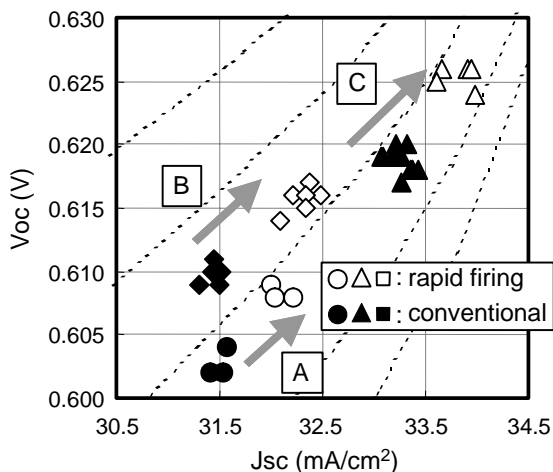 0.630
0.625
0.620
0.615
0.610
0.605
0.600
Voc (V)
C
B
A
: rapid firing
: conventional
30.5 31.5 32.5 33.5 34.5
Jsc (mA/cm²)